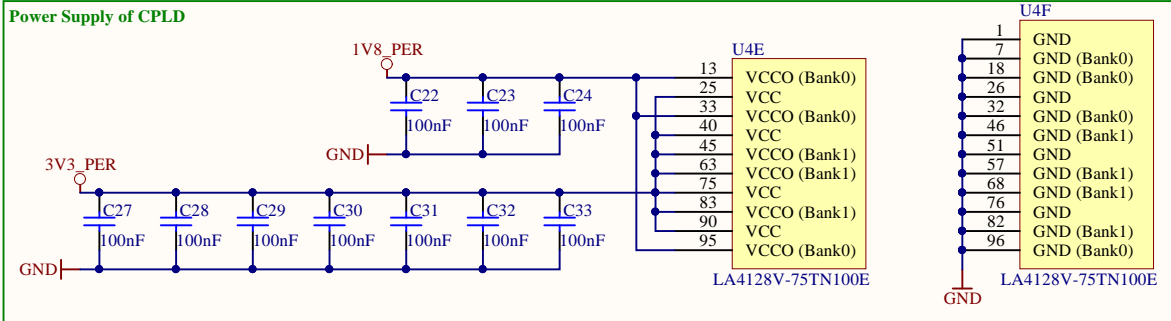 Power Supply of CPLD
1V8_PER
C22 C23 C24
100nF 100nF 100nF
GND
3V3_PER
C27 C28 C29 C30 C31 C32 C33
100nF 100nF 100nF 100nF 100nF 100nF 100nF
GND
U4E
13 VCCO (Bank0)
25 VCC
33 VCCO (Bank0)
40 VCC
45 VCCO (Bank1)
63 VCCO (Bank1)
75 VCC
83 VCCO (Bank1)
90 VCC
95 VCCO (Bank0)
LA4128V-75TN100E
U4F
1 GND
7 GND (Bank0)
18 GND (Bank0)
26 GND
32 GND (Bank0)
46 GND (Bank1)
51 GND
57 GND (Bank1)
68 GND (Bank1)
76 GND
82 GND (Bank1)
96 GND (Bank0)
LA4128V-75TN100E
GND